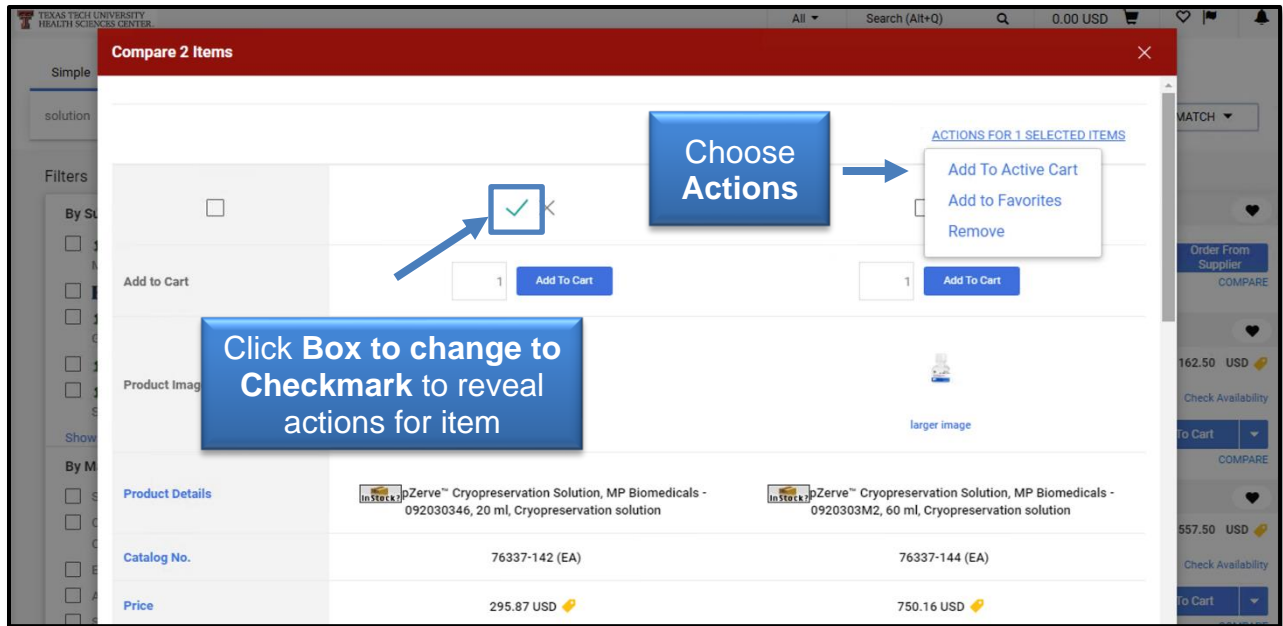 TEXAS TECH UNIVERSITY
HEALTH SCIENCES CENTER.
All
Search (Alt+Q)
0.00 USD
Compare 2 Items
Simple
solution
MATCH
ACTIONS FOR 1 SELECTED ITEMS
Choose
Actions
Add To Active Cart
Add to Favorites
Remove
Filters
By Su
Order From
Supplier
COMPARE
Add to Cart
1
Add To Cart
1
Add To Cart
Click Box to change to
Checkmark to reveal
actions for item
Product Imag
larger image
162.50 USD
Check Availability
Show
To Cart
COMPARE
By M
Product Details
InStock?
pZerve™ Cryopreservation Solution, MP Biomedicals -
092030346, 20 ml, Cryopreservation solution
InStock?
pZerve™ Cryopreservation Solution, MP Biomedicals -
0920303M2, 60 ml, Cryopreservation solution
557.50 USD
Catalog No.
76337-142 (EA)
76337-144 (EA)
Check Availability
Price
295.87 USD
750.16 USD
To Cart